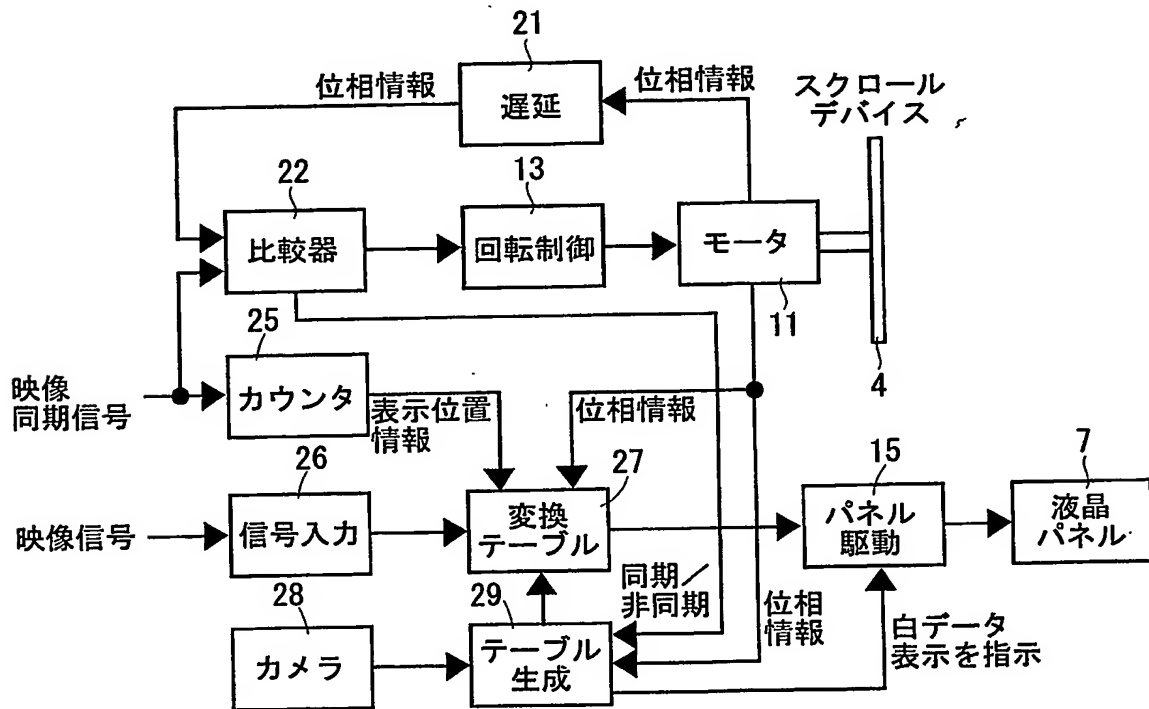 21
位相情報
遅延
位相情報
スクロール
デバイス
22
比較器
13
回転制御
モータ
11
4
25
映像
同期信号
カウンタ
表示位置
情報
位相情報
26
映像信号
信号入力
27
変換
テーブル
15
パネル
駆動
7
液晶
パネル
28
カメラ
29
テーブル
生成
同期/
非同期
位相
情報
白データ
表示を指示